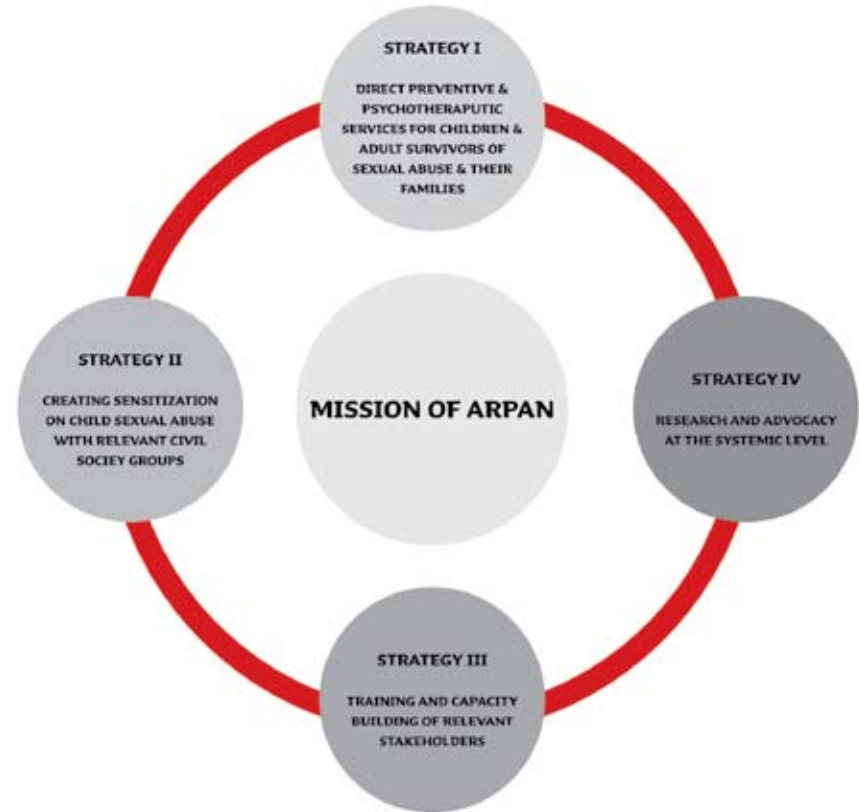 STRATEGY I
DIRECT PREVENTIVE &
PSYCHOTHERAPUTIC
SERVICES FOR CHILDREN &
ADULT SURVIVORS OF
SEXUAL ABUSE & THEIR
FAMILIES
STRATEGY II
CREATING SENSITIZATION
ON CHILD SEXUAL ABUSE
WITH RELEVANT CIVIL
SOCIEY GROUPS
MISSION OF ARPAN
STRATEGY IV
RESEARCH AND ADVOCACY
AT THE SYSTEMIC LEVEL
STRATEGY III
TRAINING AND CAPACITY
BUILDING OF RELEVANT
STAKEHOLDERS